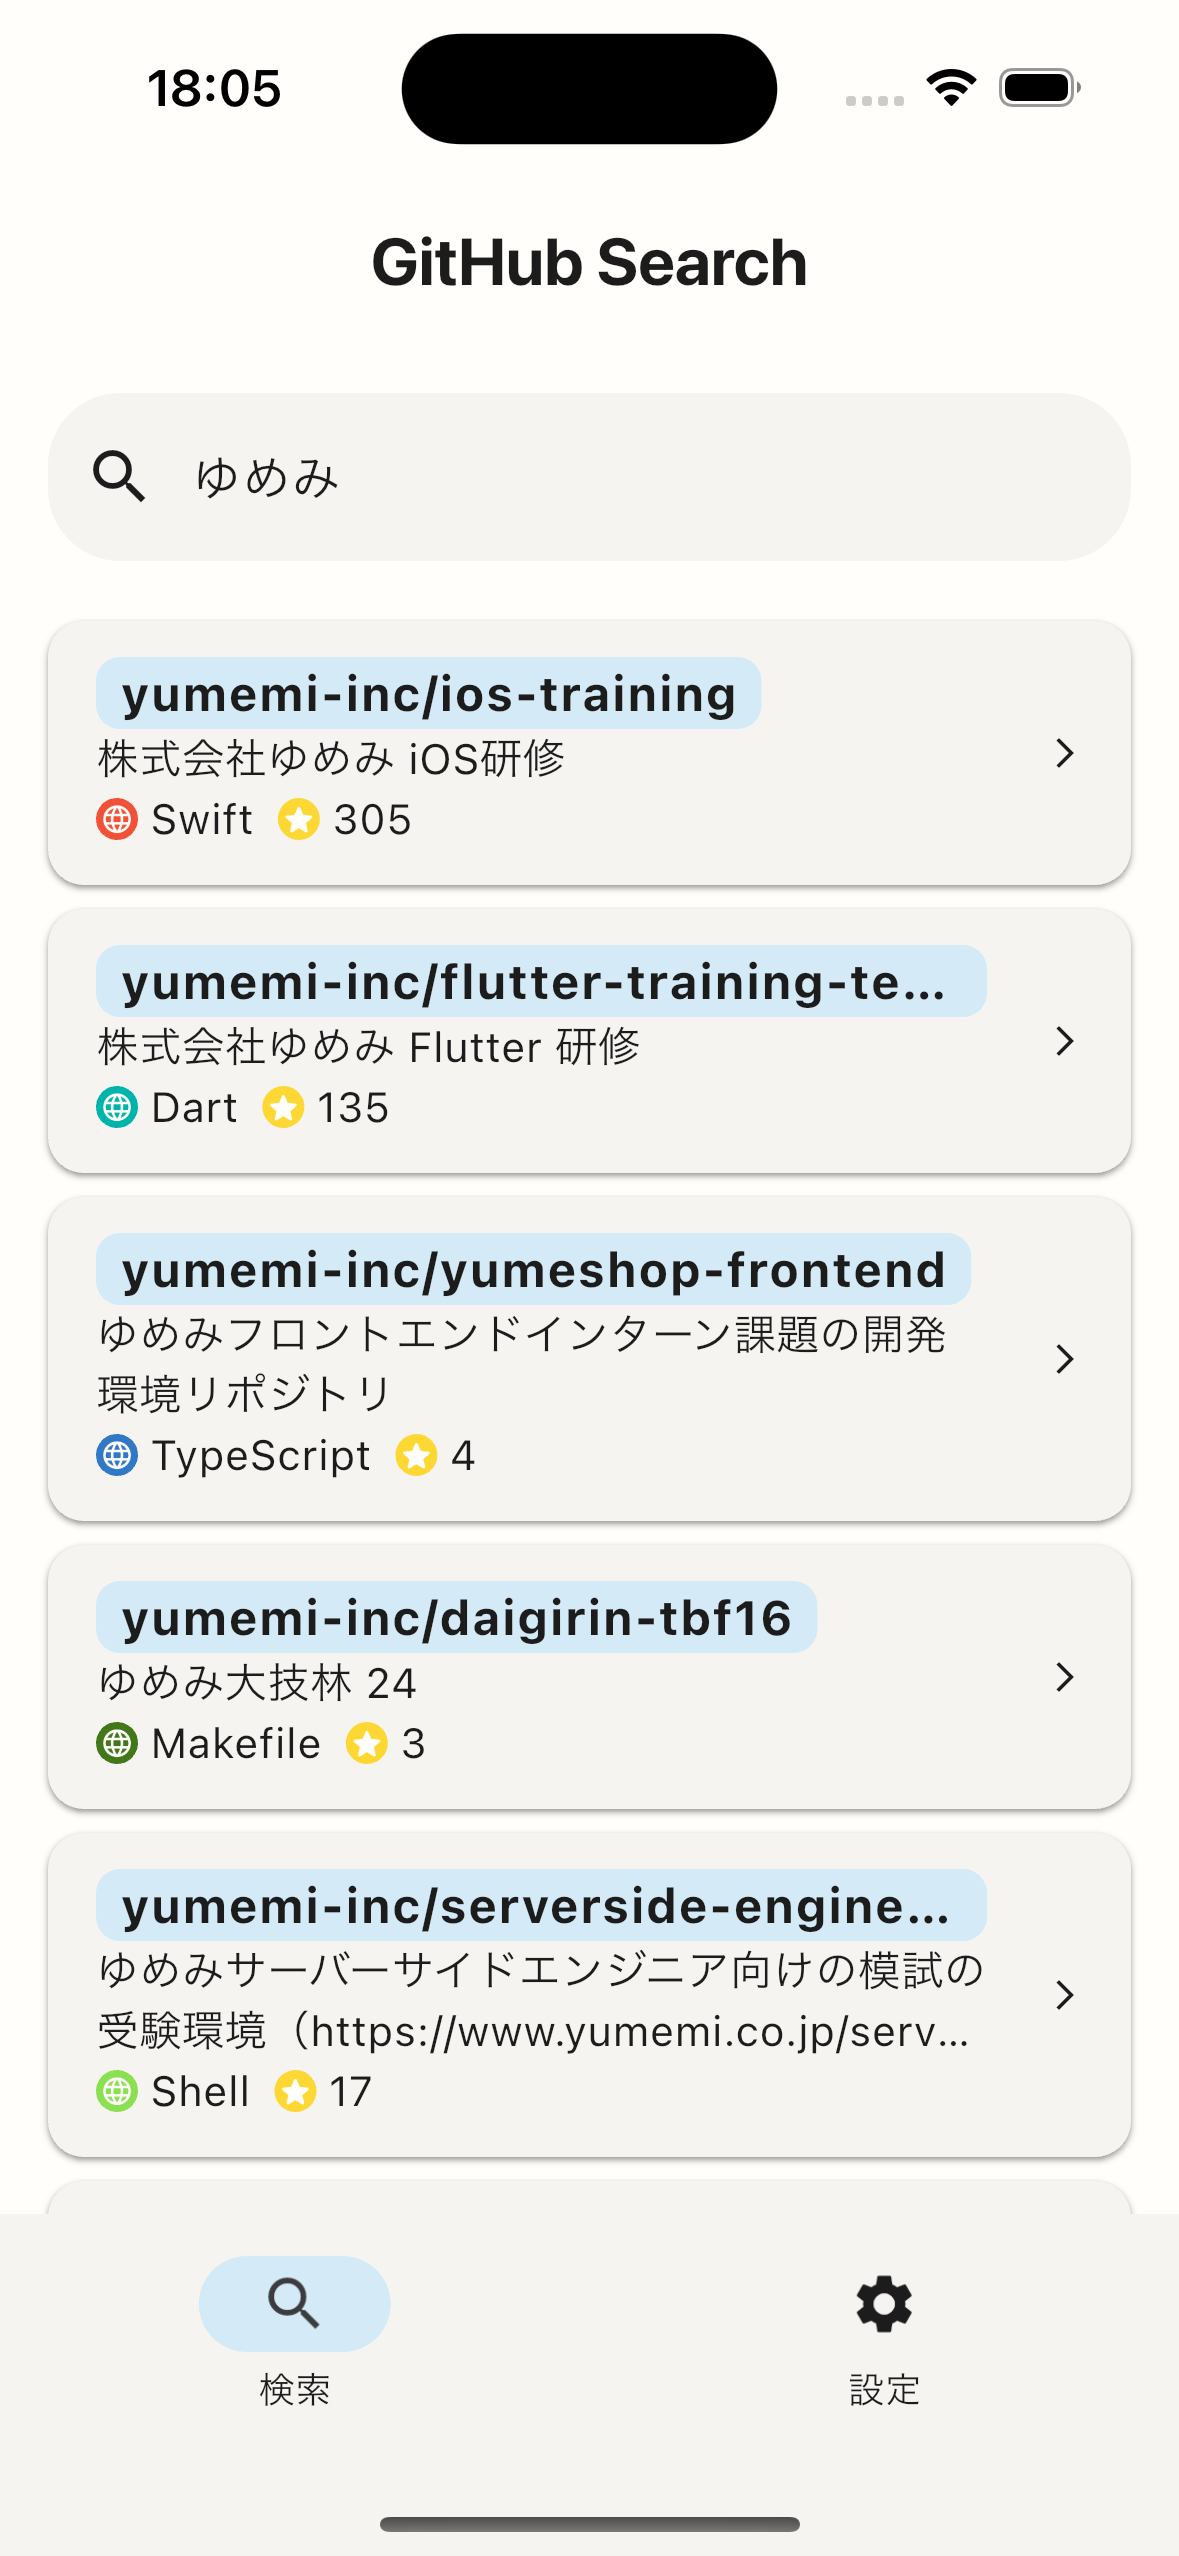 18:05
GitHub Search
ゆめみ
yumemi-inc/ios-training
株式会社ゆめみ iOS研修
Swift 305
yumemi-inc/flutter-training-te...
株式会社ゆめみ Flutter 研修
Dart 135
yumemi-inc/yumeshop-frontend
ゆめみフロントエンドインターン課題の開発
環境リポジトリ
TypeScript 4
yumemi-inc/daigirin-tbf16
ゆめみ大技林 24
Makefile 3
yumemi-inc/serverside-engine...
ゆめみサーバーサイドエンジニア向けの模試の
受験環境（https://www.yumemi.co.jp/serv...
Shell 17
検索 設定